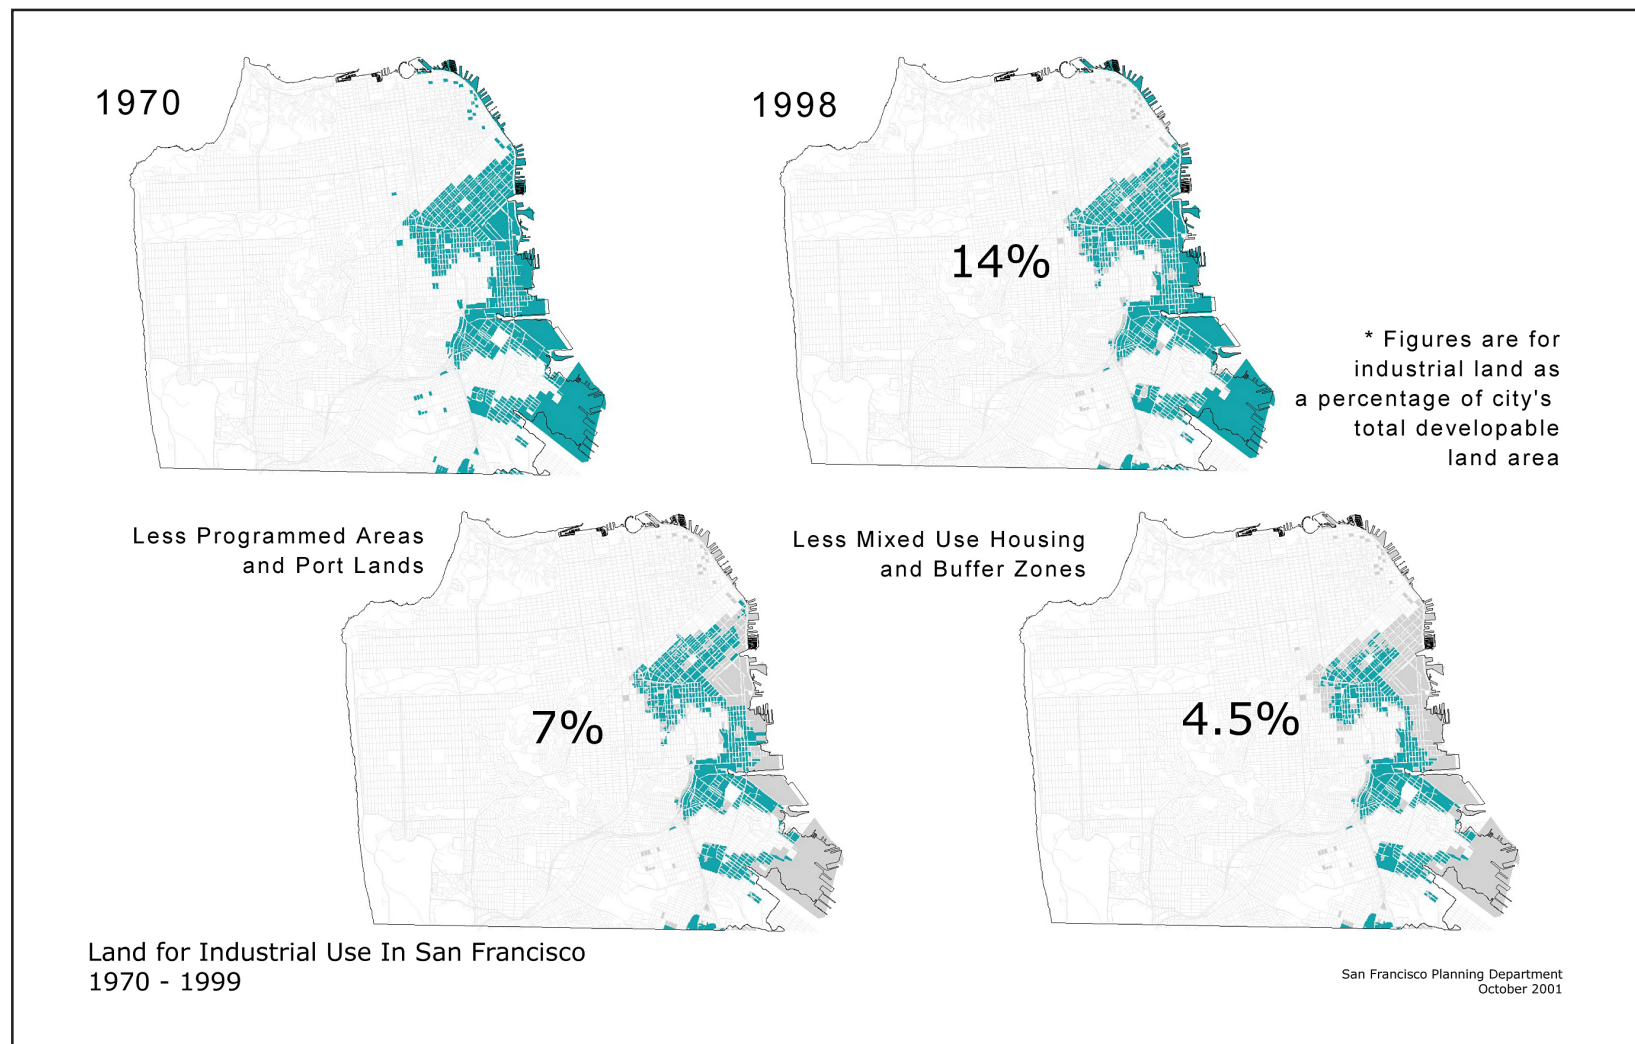 1970
1998
14%
* Figures are for
industrial land as
a percentage of city's
total developable
land area
Less Programmed Areas
and Port Lands
Less Mixed Use Housing
and Buffer Zones
7%
4.5%
Land for Industrial Use In San Francisco
1970 - 1999
San Francisco Planning Department
October 2001